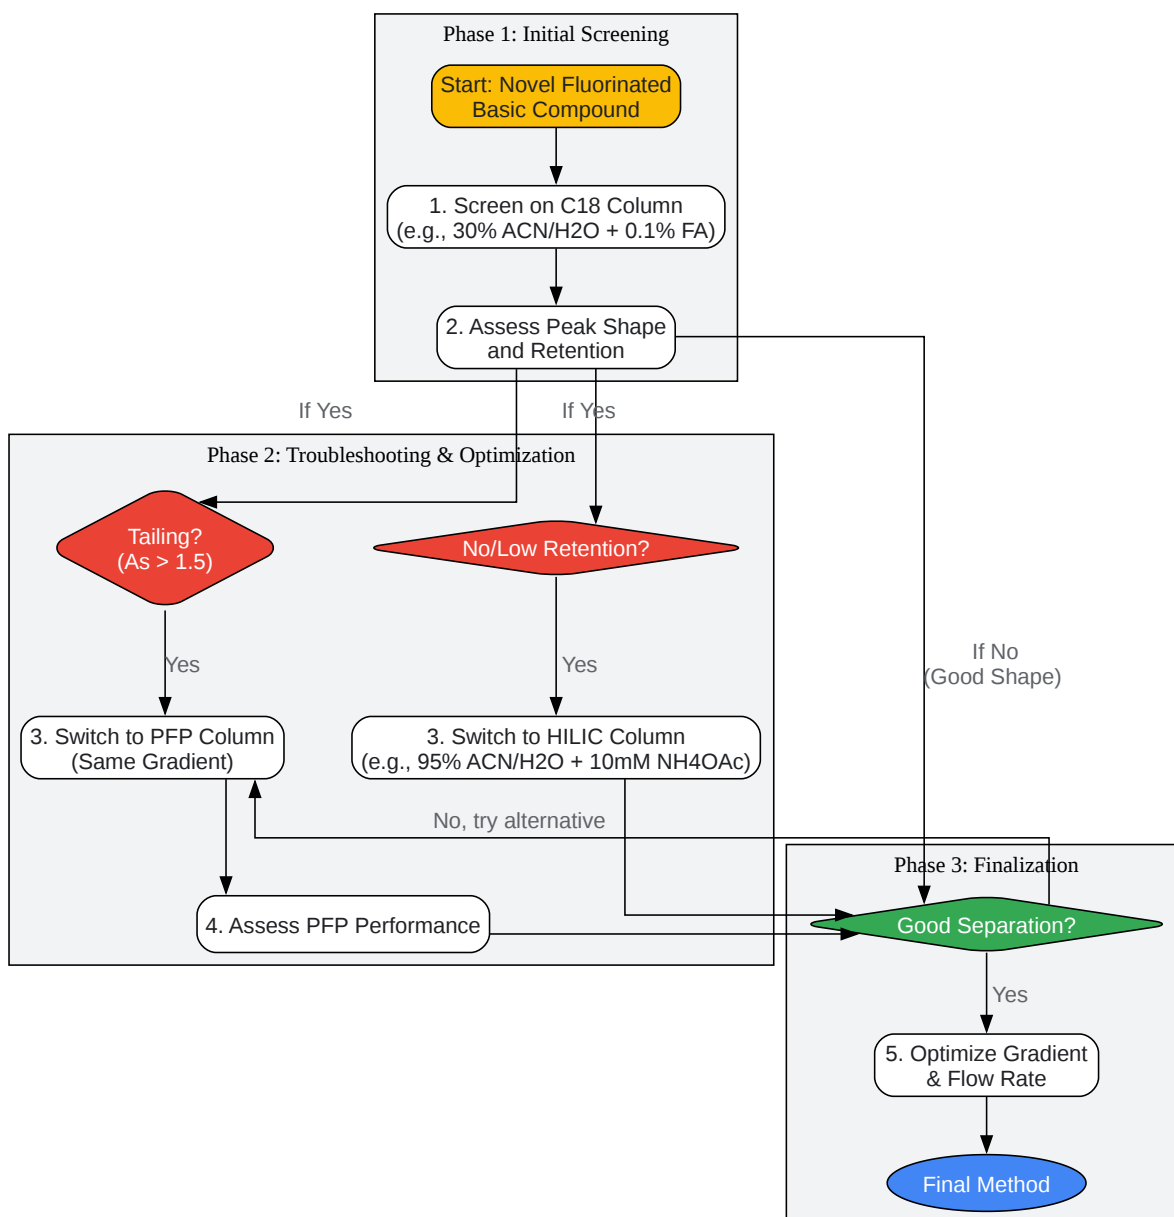 Phase 1: Initial Screening
Start: Novel Fluorinated
Basic Compound
1. Screen on C18 Column
(e.g., 30% ACN/H2O + 0.1% FA)
2. Assess Peak Shape
and Retention
If Yes
If Yes
Phase 2: Troubleshooting & Optimization
Tailing?
(As > 1.5)
No/Low Retention?
Yes
Yes
If No
(Good Shape)
3. Switch to PFP Column
(Same Gradient)
3. Switch to HILIC Column
(e.g., 95% ACN/H2O + 10mM NH4OAc)
No, try alternative
4. Assess PFP Performance
Phase 3: Finalization
Good Separation?
Yes
5. Optimize Gradient
& Flow Rate
Final Method